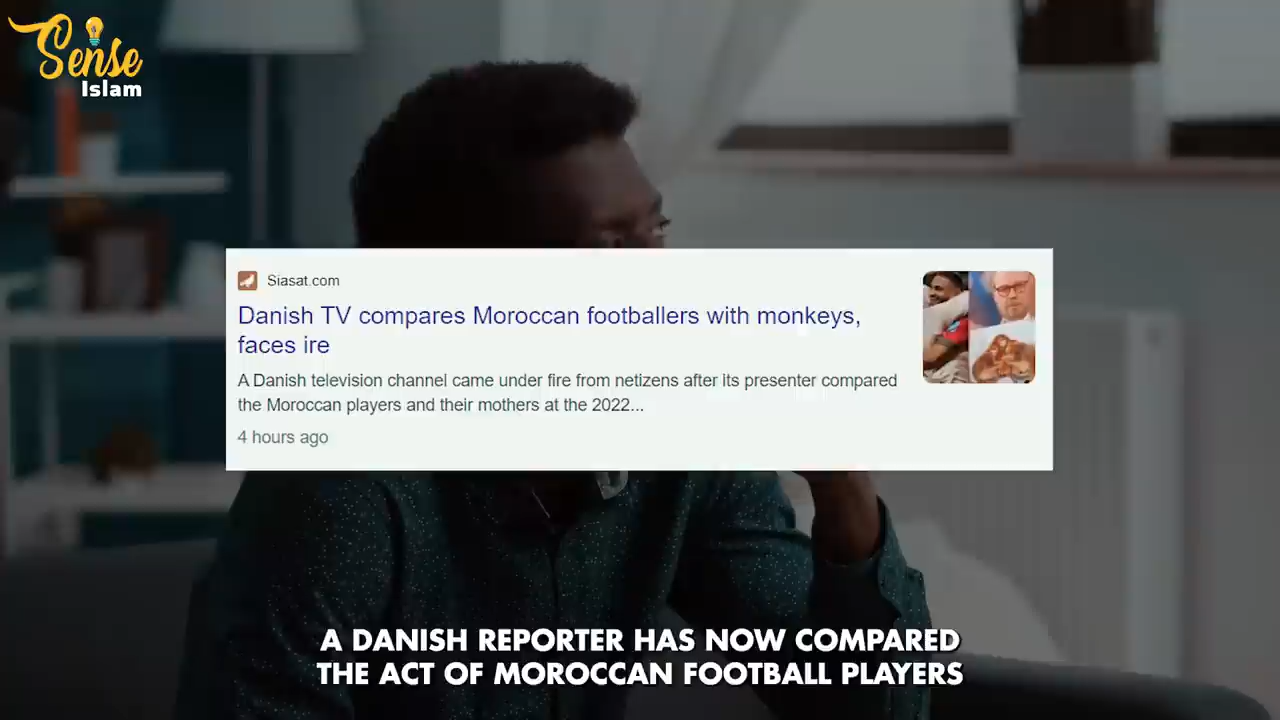 Sense
Islam
Siasat.com
Danish TV compares Moroccan footballers with monkeys,
faces ire
A Danish television channel came under fire from netizens after its presenter compared
the Moroccan players and their mothers at the 2022...
4 hours ago
A DANISH REPORTER HAS NOW COMPARED
THE ACT OF MOROCCAN FOOTBALL PLAYERS